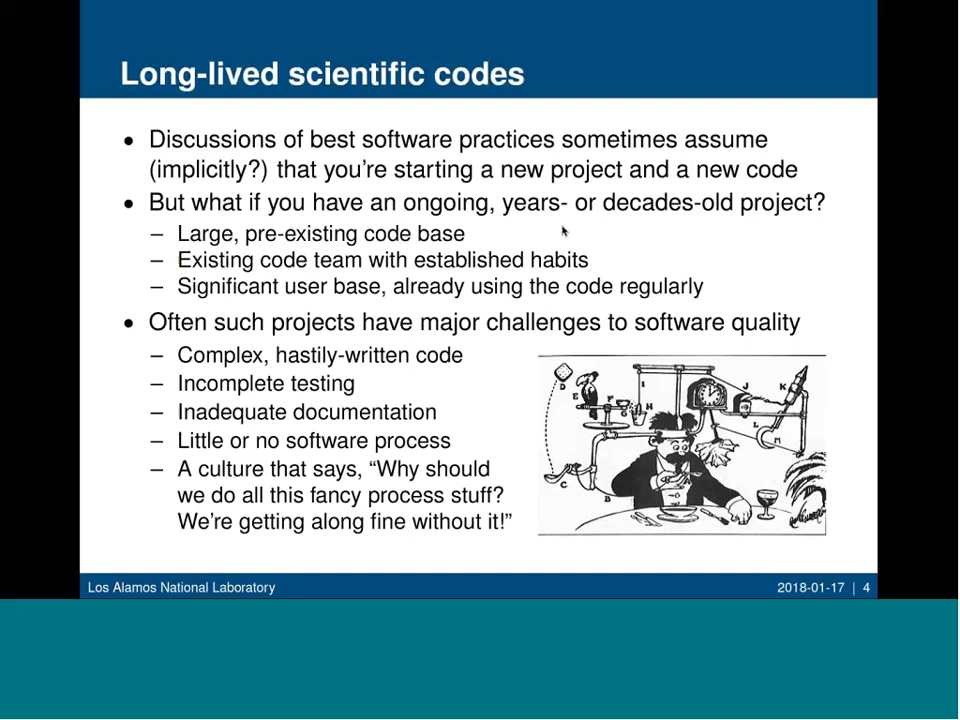 Long-lived scientific codes
• Discussions of best software practices sometimes assume
(implicitly?) that you're starting a new project and a new code
• But what if you have an ongoing, years- or decades-old project?
– Large, pre-existing code base
– Existing code team with established habits
– Significant user base, already using the code regularly
• Often such projects have major challenges to software quality
– Complex, hastily-written code
– Incomplete testing
– Inadequate documentation
– Little or no software process
– A culture that says, “Why should
we do all this fancy process stuff?
We're getting along fine without it!”
D
E
F
H
I
J
K
L
M
C
B
A
Los Alamos National Laboratory
2018-01-17 | 4